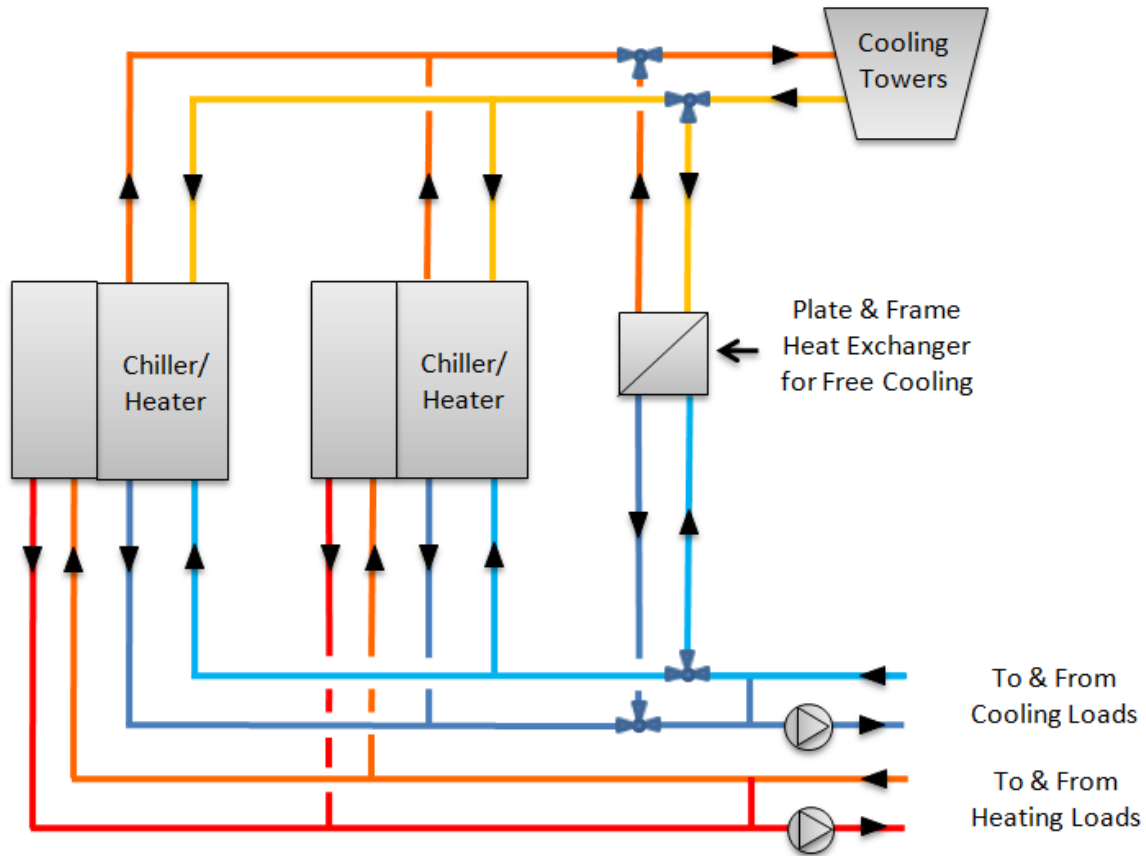 Cooling
Towers
Chiller/
Heater
Chiller/
Heater
Plate & Frame
Heat Exchanger
for Free Cooling
To & From
Cooling Loads
To & From
Heating Loads